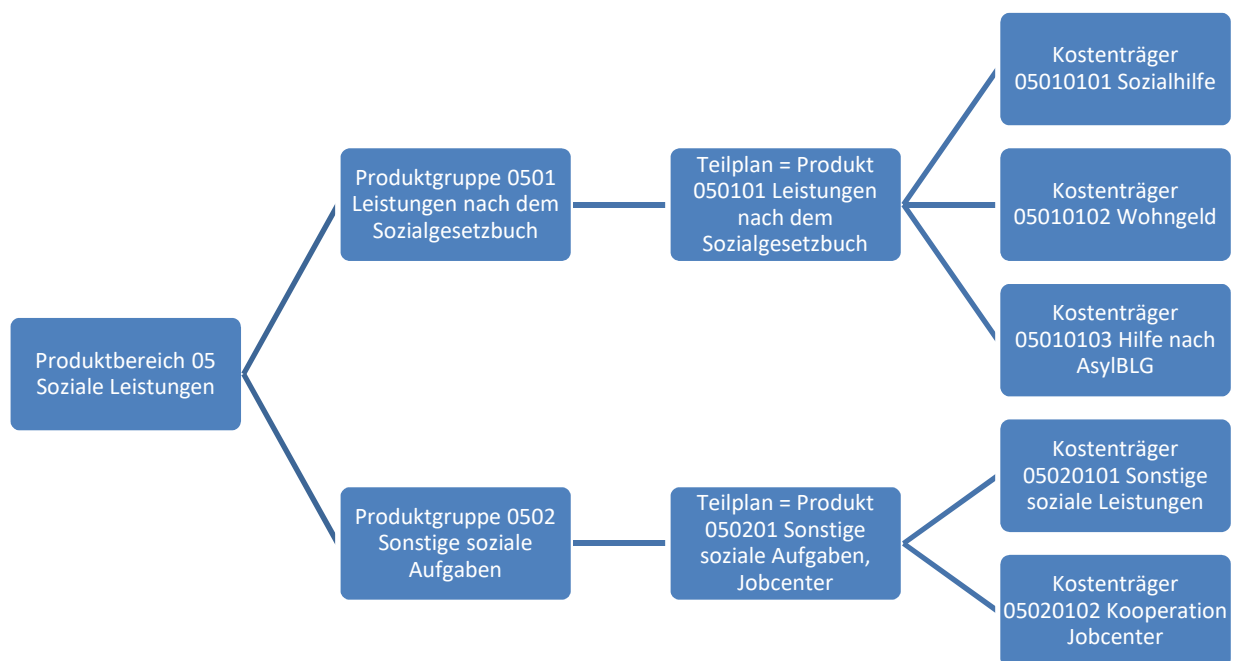 Produktbereich 05
Soziale Leistungen
Produktgruppe 0501
Leistungen nach dem
Sozialgesetzbuch
Teilplan = Produkt
050101 Leistungen
nach dem
Sozialgesetzbuch
Kostenträger
05010101 Sozialhilfe
Kostenträger
05010102 Wohngeld
Kostenträger
05010103 Hilfe nach
AsylBLG
Produktgruppe 0502
Sonstige soziale
Aufgaben
Teilplan = Produkt
050201 Sonstige
soziale Aufgaben,
Jobcenter
Kostenträger
05020101 Sonstige
soziale Leistungen
Kostenträger
05020102 Kooperation
Jobcenter